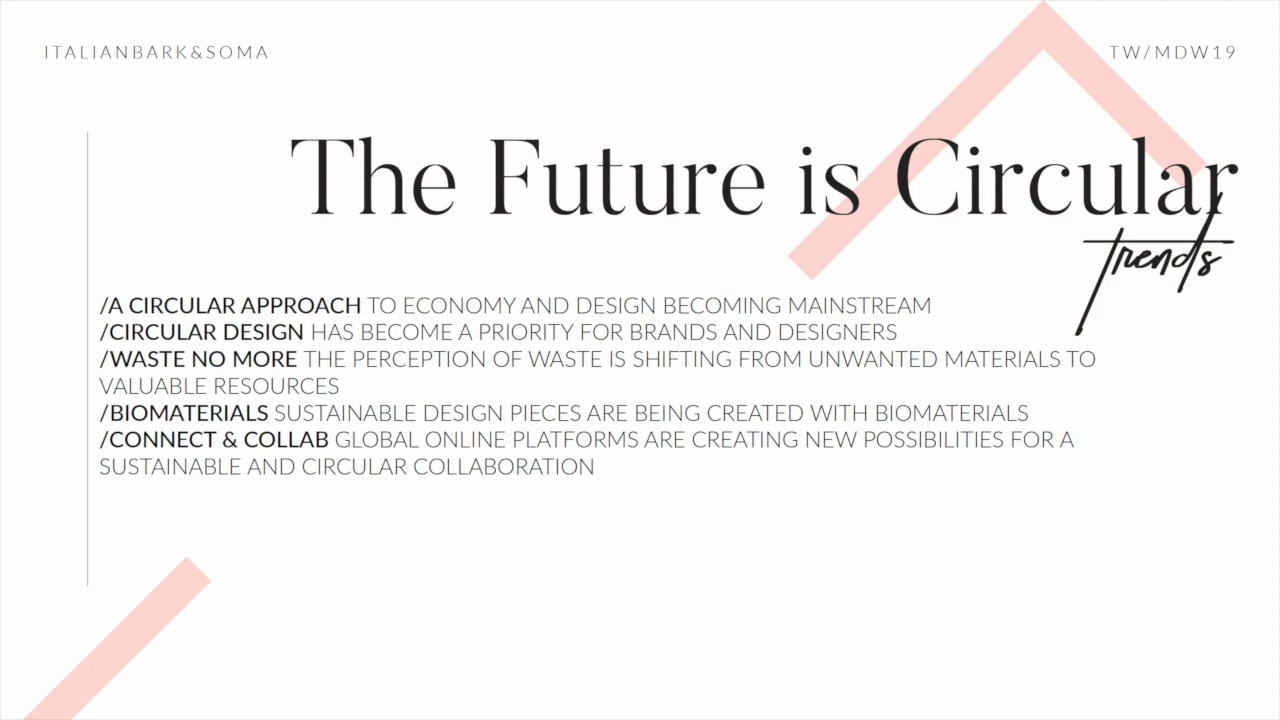 ITALIANBARK&SOMA
TW/MDW19
The Future is Circular
trends
/A CIRCULAR APPROACH TO ECONOMY AND DESIGN BECOMING MAINSTREAM
/CIRCULAR DESIGN HAS BECOME A PRIORITY FOR BRANDS AND DESIGNERS
/WASTE NO MORE THE PERCEPTION OF WASTE IS SHIFTING FROM UNWANTED MATERIALS TO
VALUABLE RESOURCES
/BIOMATERIALS SUSTAINABLE DESIGN PIECES ARE BEING CREATED WITH BIOMATERIALS
/CONNECT & COLLAB GLOBAL ONLINE PLATFORMS ARE CREATING NEW POSSIBILITIES FOR A
SUSTAINABLE AND CIRCULAR COLLABORATION